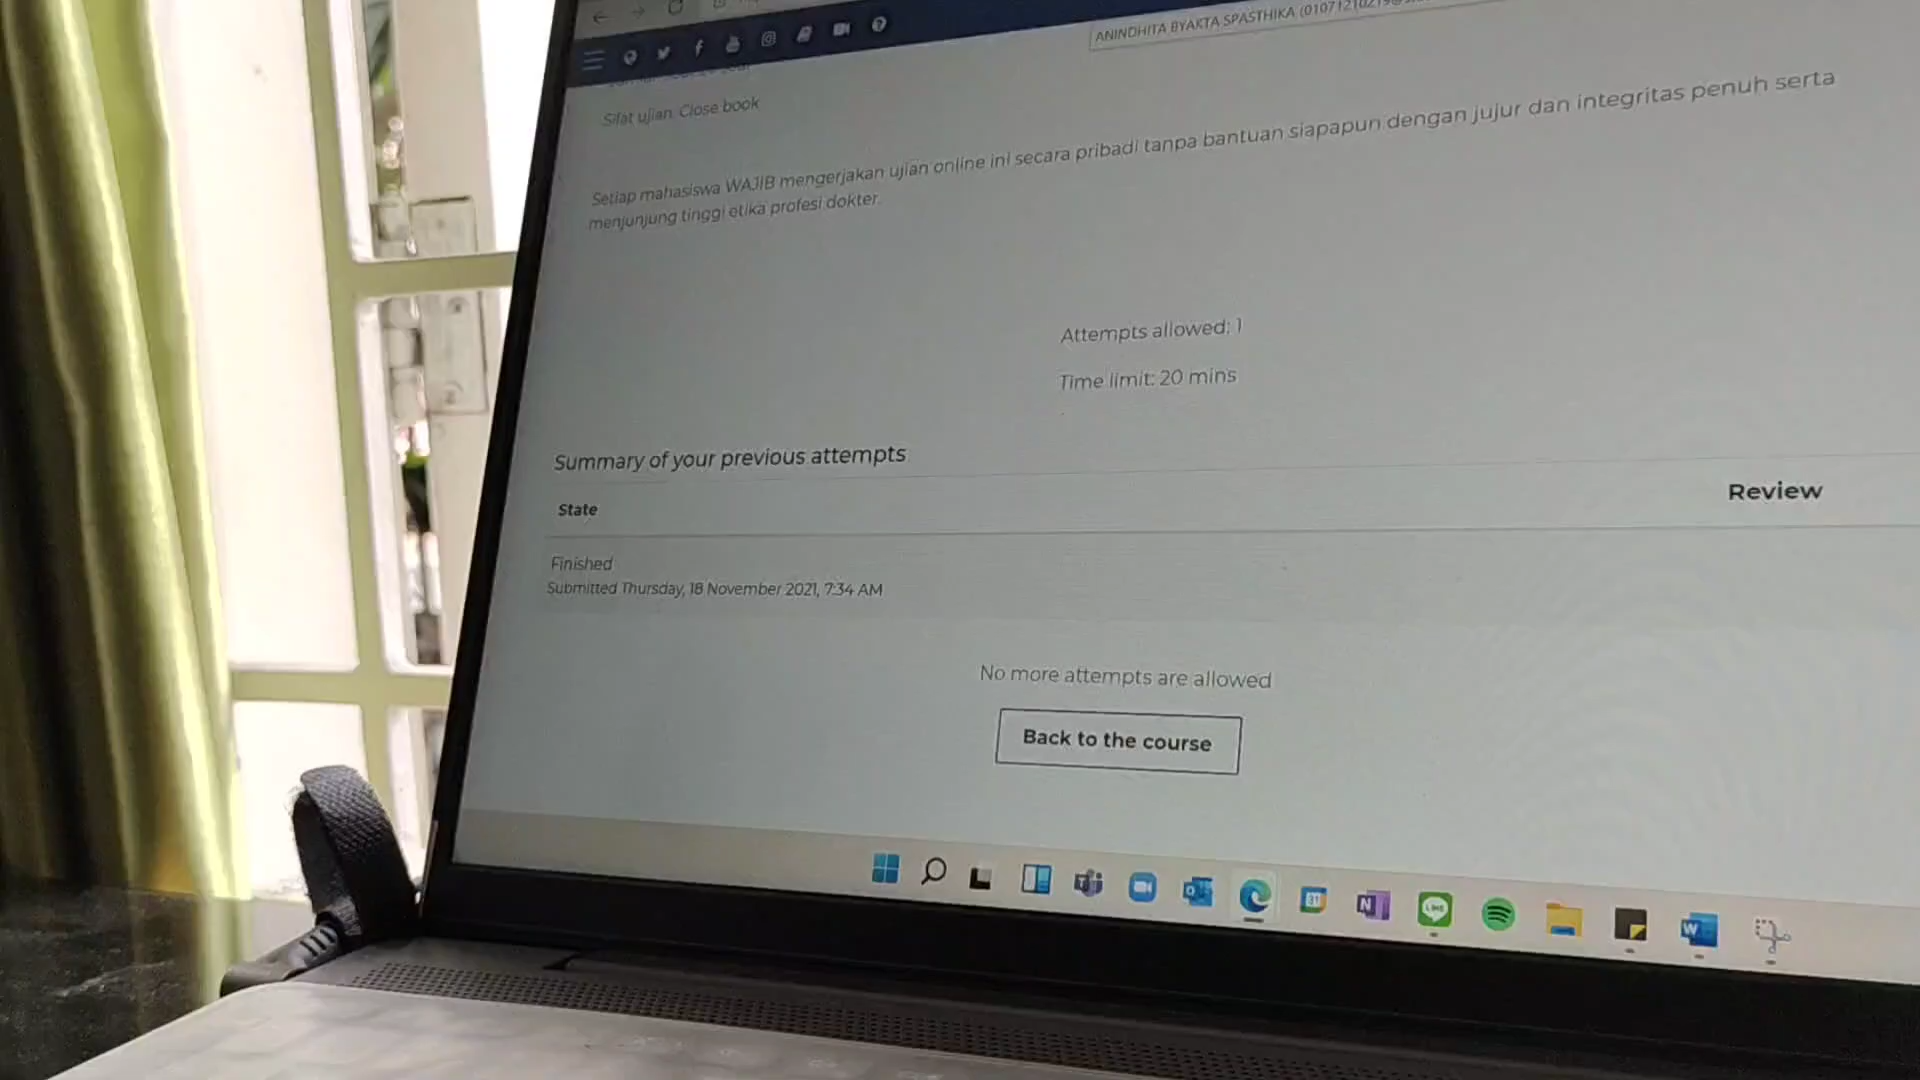 ANINDHITA BYAKTA SPASTHIKA
Sifat ujian: Close book
Setiap mahasiswa WAJIB mengerjakan ujian online ini secara pribadi tanpa bantuan siapapun dengan jujur dan integritas penuh serta
menjunjung tinggi etika profesi dokter.
Attempts allowed: 1
Time limit: 20 mins
Summary of your previous attempts
State
Review
Finished
Submitted Thursday, 18 November 2021, 7:34 AM
No more attempts are allowed
Back to the course
31
LINE